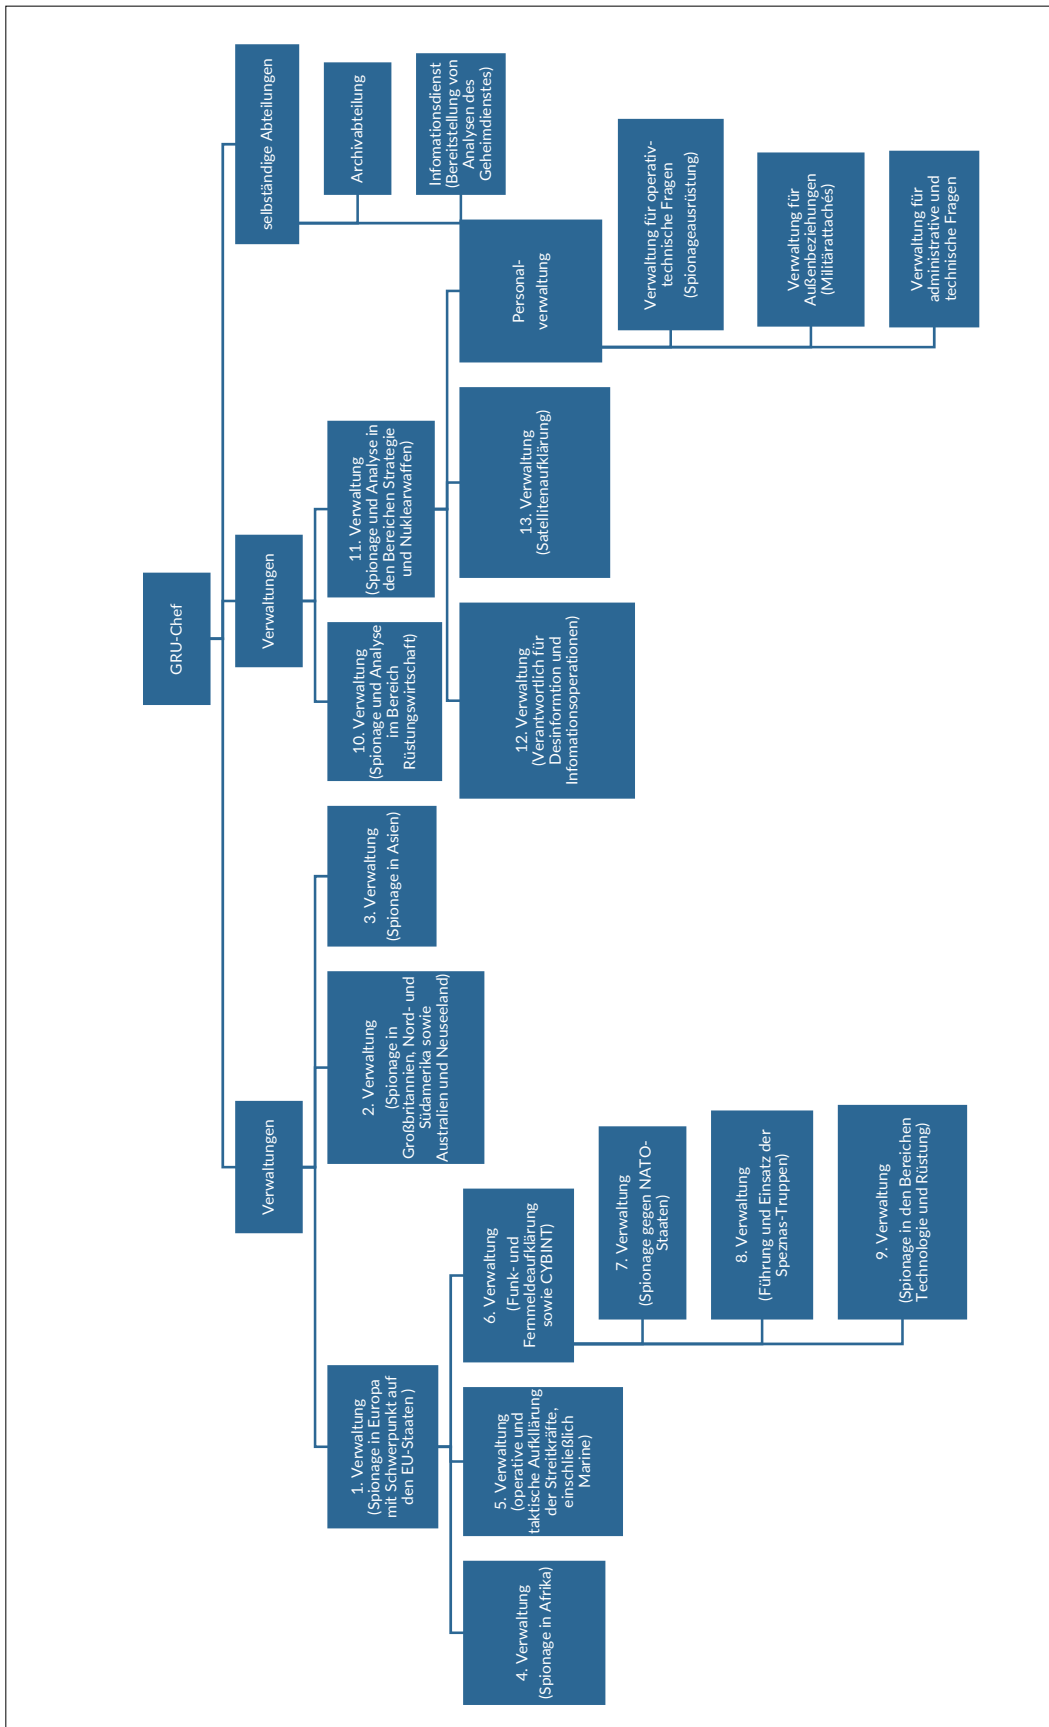 GRU-Chef
Verwaltungen
Verwaltungen
selbständige Abteilungen
1. Verwaltung
(Spionage in Europa
mit Schwerpunkt auf
den EU-Staaten )
2. Verwaltung
(Spionage in
Großbritannien, Nord- und
Südamerika sowie
Australien und Neuseeland)
3. Verwaltung
(Spionage in Asien)
10. Verwaltung
(Spionage und Analyse
im Bereich
Rüstungswirtschaft)
11. Verwaltung
(Spionage und Analyse in
den Bereichen Strategie
und Nuklearwaffen)
Archivabteilung
Infomationsdienst
(Bereitstellung von
Analysen des
Geheimdienstes)
4. Verwaltung
(Spionage in Afrika)
5. Verwaltung
(operative und
taktische Aufkllärung
der Streitkräfte,
einschließlich
Marine)
6. Verwaltung
(Funk- und
Fernmeldeaufklärung
sowie CYBINT)
7. Verwaltung
(Spionage gegen NATO-
Staaten)
8. Verwaltung
(Führung und Einsatz der
Speznas-Truppen)
9. Verwaltung
(Spionage in den Bereichen
Technologie und Rüstung)
12. Verwaltung
(Verantwortlich für
Desinformtion und
Infomationsoperationen)
13. Verwaltung
(Satellitenaufklärung)
Personal-
verwaltung
Verwaltung für operativ-
technische Fragen
(Spionageausrüstung)
Verwaltung für
Außenbeziehungen
(Militärattachés)
Verwaltung für
administrative und
technische Fragen